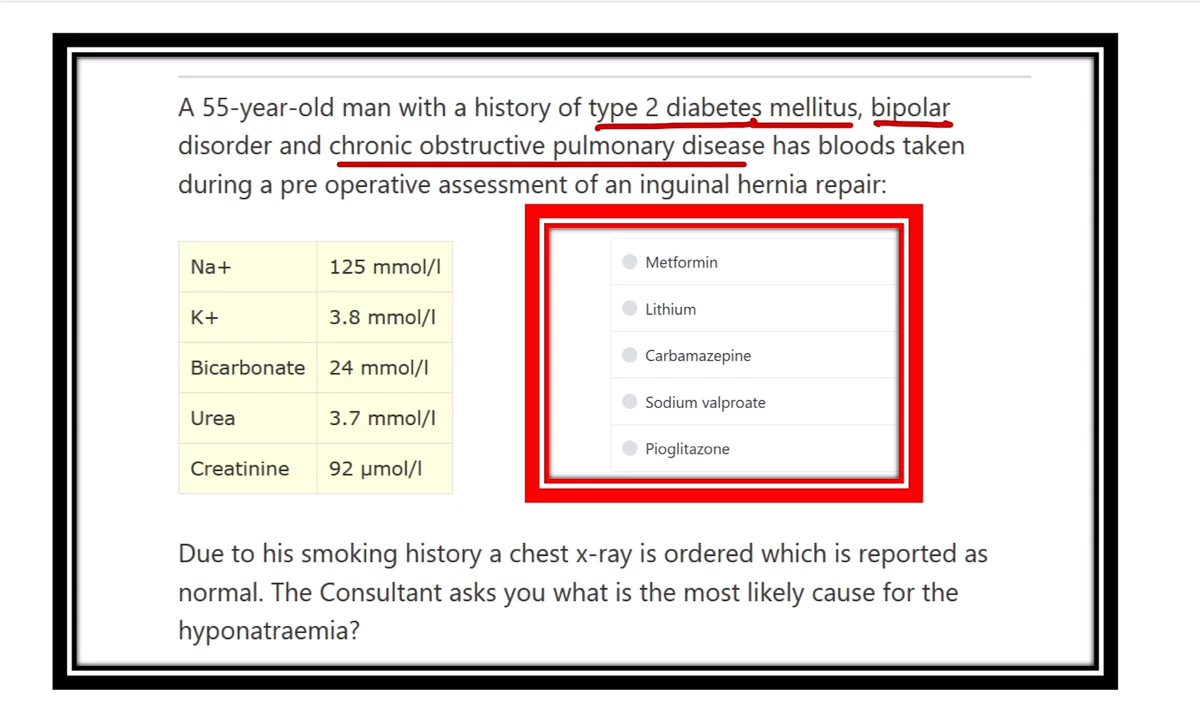 A 55-year-old man with a history of type 2 diabetes mellitus, bipolar
disorder and chronic obstructive pulmonary disease has bloods taken
during a pre operative assessment of an inguinal hernia repair:
Na+ 125 mmol/l
K+ 3.8 mmol/l
Bicarbonate 24 mmol/l
Urea 3.7 mmol/l
Creatinine 92 µmol/l
Metformin
Lithium
Carbamazepine
Sodium valproate
Pioglitazone
Due to his smoking history a chest x-ray is ordered which is reported as
normal. The Consultant asks you what is the most likely cause for the
hyponatraemia?